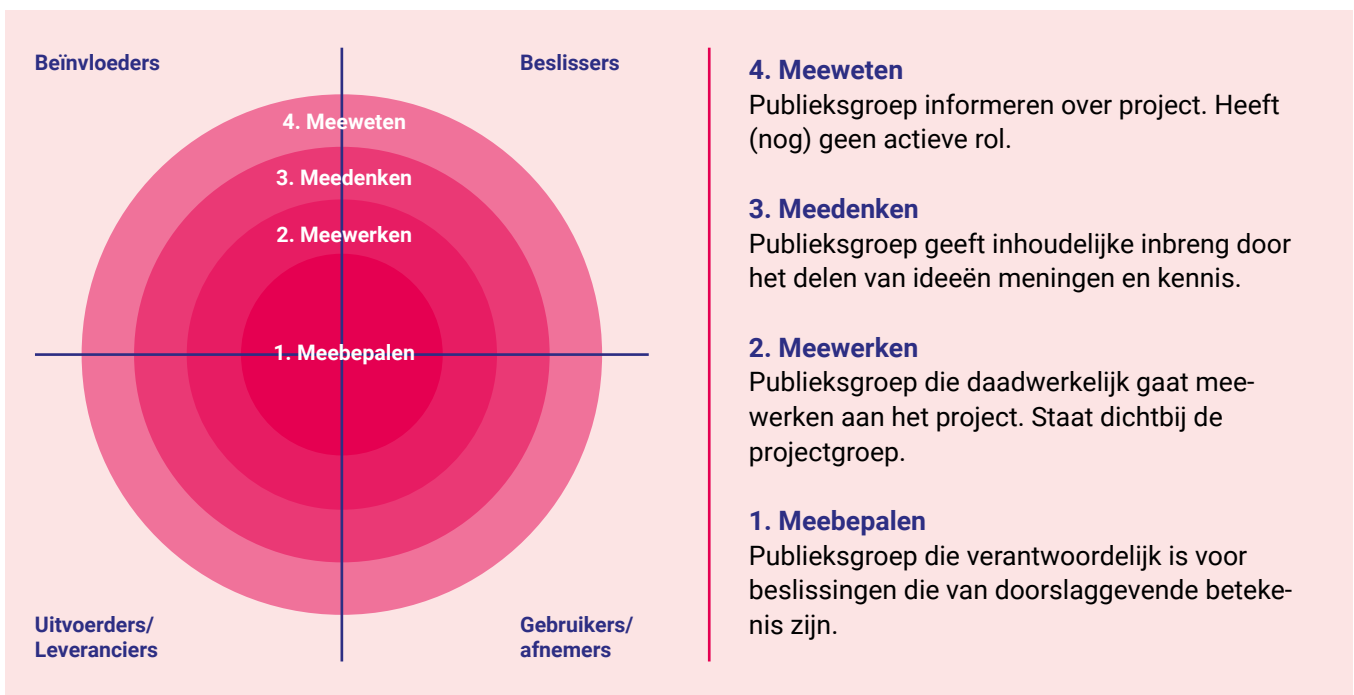 Beïnvloeders
Beslissers
4. Meeweten
3. Meedenken
2. Meewerken
1. Meebepalen
Uitvoerders/
Leveranciers
Gebruikers/
afnemers
4. Meeweten
Publieksgroep informeren over project. Heeft
(nog) geen actieve rol.
3. Meedenken
Publieksgroep geeft inhoudelijke inbreng door
het delen van ideeën meningen en kennis.
2. Meewerken
Publieksgroep die daadwerkelijk gaat mee-
werken aan het project. Staat dichtbij de
projectgroep.
1. Meebepalen
Publieksgroep die verantwoordelijk is voor
beslissingen die van doorslaggevende beteke-
nis zijn.